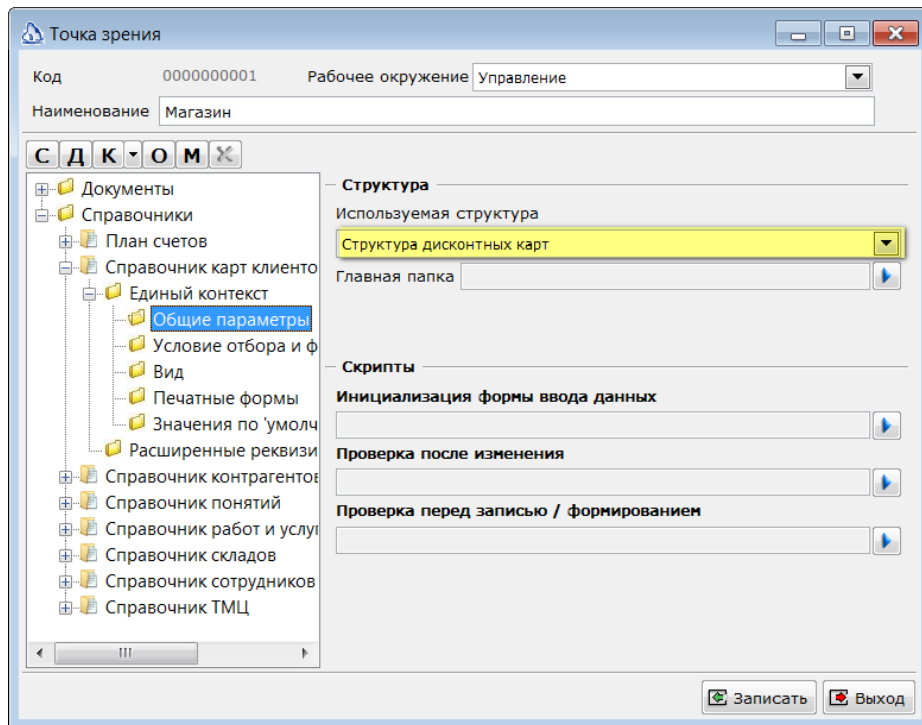 Точка зрения
Код 0000000001 Рабочее окружение Управление
Наименование Магазин
С Д К О М
Документы
Справочники
План счетов
Справочник карт клиенто
Единый контекст
Общие параметры
Условие отбора и ф
Вид
Печатные формы
Значения по 'умолч
Расширенные реквизи
Справочник контрагентов
Справочник понятий
Справочник работ и услуг
Справочник складов
Справочник сотрудников
Справочник ТМЦ
Структура
Используемая структура
Структура дисконтных карт
Главная папка
Скрипты
Инициализация формы ввода данных
Проверка после изменения
Проверка перед записью / формированием
Записать Выход